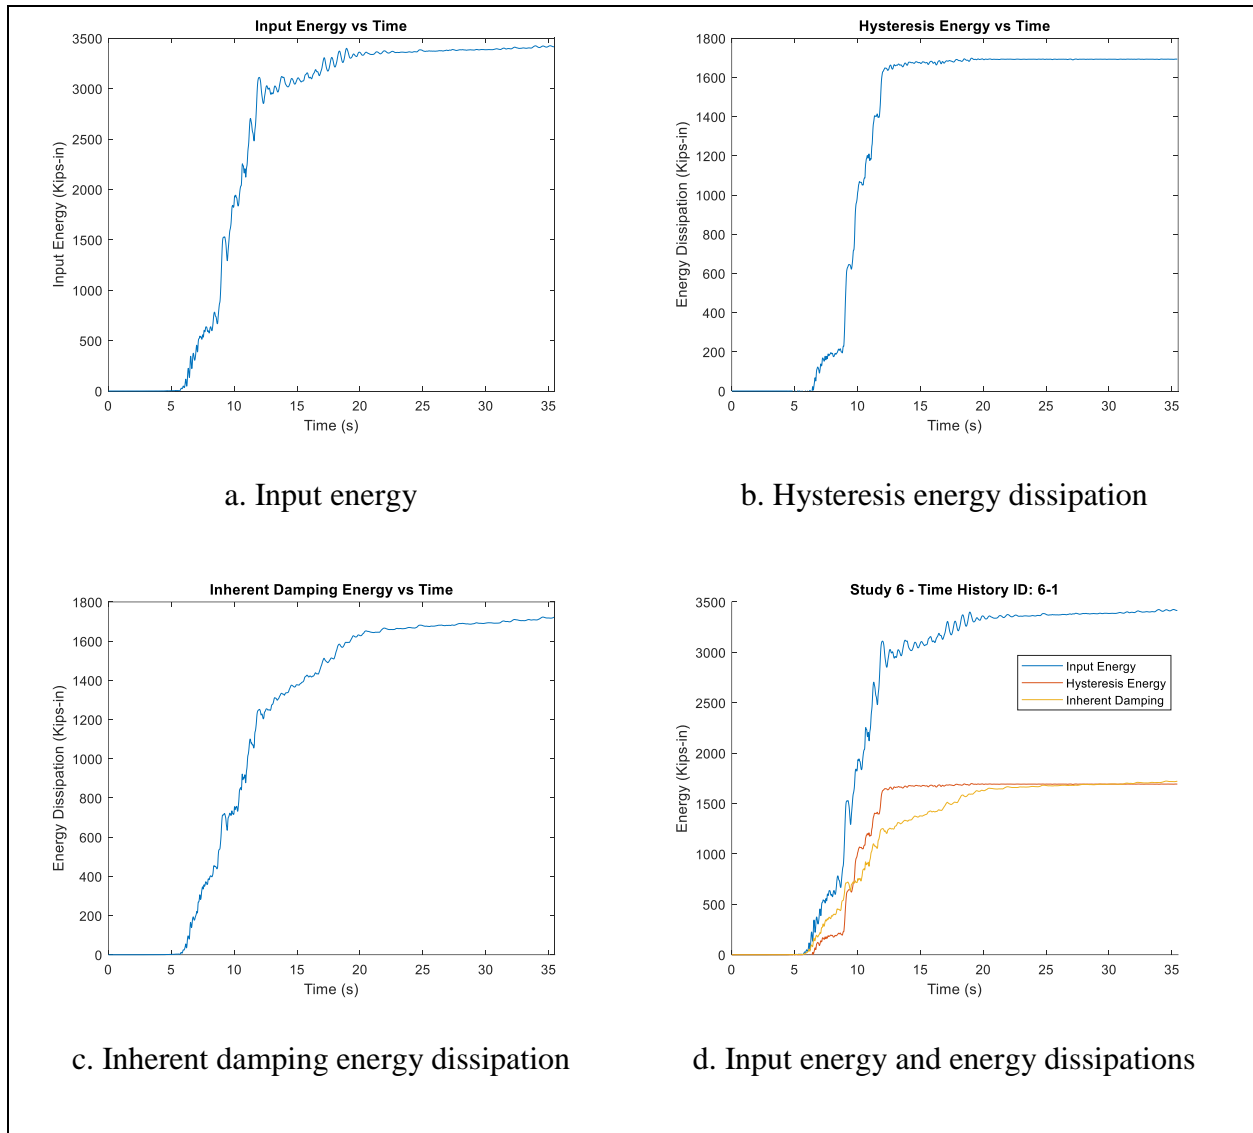 Input Energy vs Time
3500
3000
2500
2000
1500
1000
500
0
Input Energy (Kips-in)
0 5 10 15 20 25 30 35
Time (s)
a. Input energy
Hysteresis Energy vs Time
1800
1600
1400
1200
1000
800
600
400
200
0
Energy Dissipation (Kips-in)
0 5 10 15 20 25 30 35
Time (s)
b. Hysteresis energy dissipation
Inherent Damping Energy vs Time
1800
1600
1400
1200
1000
800
600
400
200
0
Energy Dissipation (Kips-in)
0 5 10 15 20 25 30 35
Time (s)
c. Inherent damping energy dissipation
Study 6 - Time History ID: 6-1
3500
3000
2500
2000
1500
1000
500
0
Energy (Kips-in)
Input Energy
Hysteresis Energy
Inherent Damping
0 5 10 15 20 25 30 35
Time (s)
d. Input energy and energy dissipations